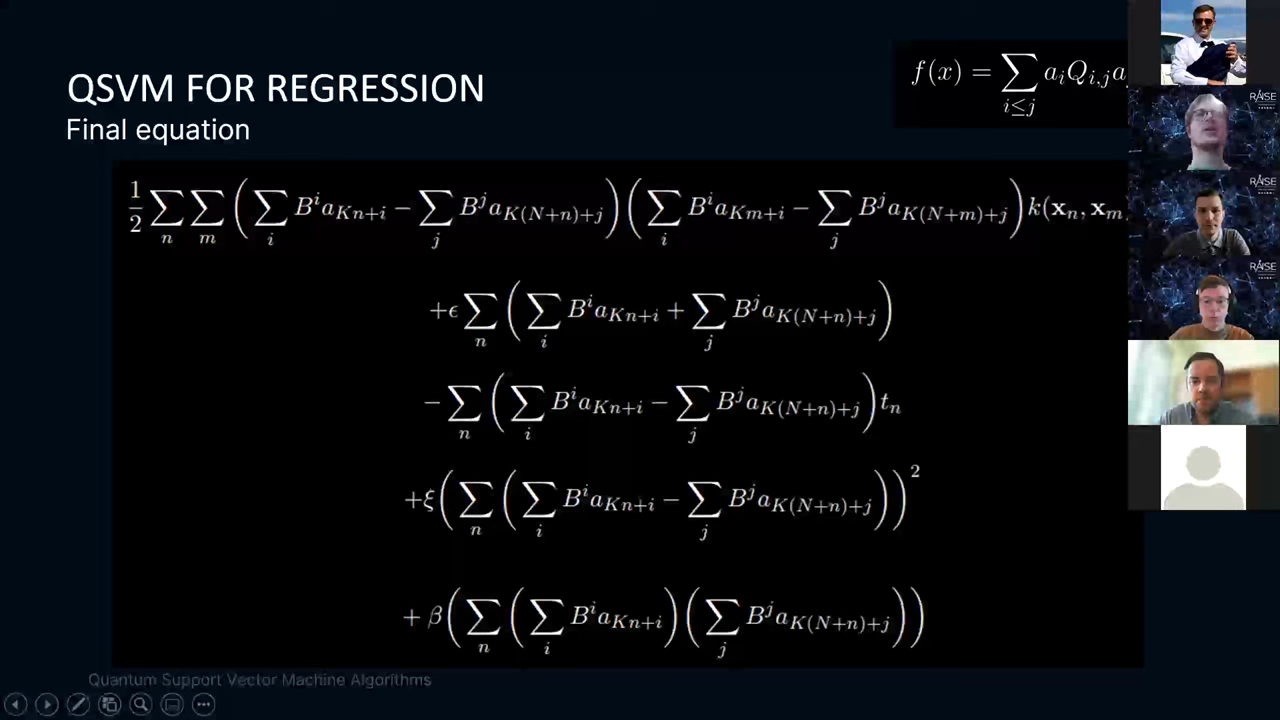 QSVM FOR REGRESSION
Final equation
f(x) = ∑_{i≤j} a_i Q_{i,j} a
1/2 ∑_n ∑_m (∑_i B^i a_{Kn+i} − ∑_j B^j a_{K(N+n)+j}) (∑_i B^i a_{Km+i} − ∑_j B^j a_{K(N+m)+j}) k(x_n, x_m
+ϵ ∑_n (∑_i B^i a_{Kn+i} + ∑_j B^j a_{K(N+n)+j})
− ∑_n (∑_i B^i a_{Kn+i} − ∑_j B^j a_{K(N+n)+j}) t_n
+ξ(∑_n (∑_i B^i a_{Kn+i} − ∑_j B^j a_{K(N+n)+j}))^2
+ β(∑_n (∑_i B^i a_{Kn+i}) (∑_j B^j a_{K(N+n)+j}))
Quantum Support Vector Machine Algorithms
RAISE
RAISE
RAISE